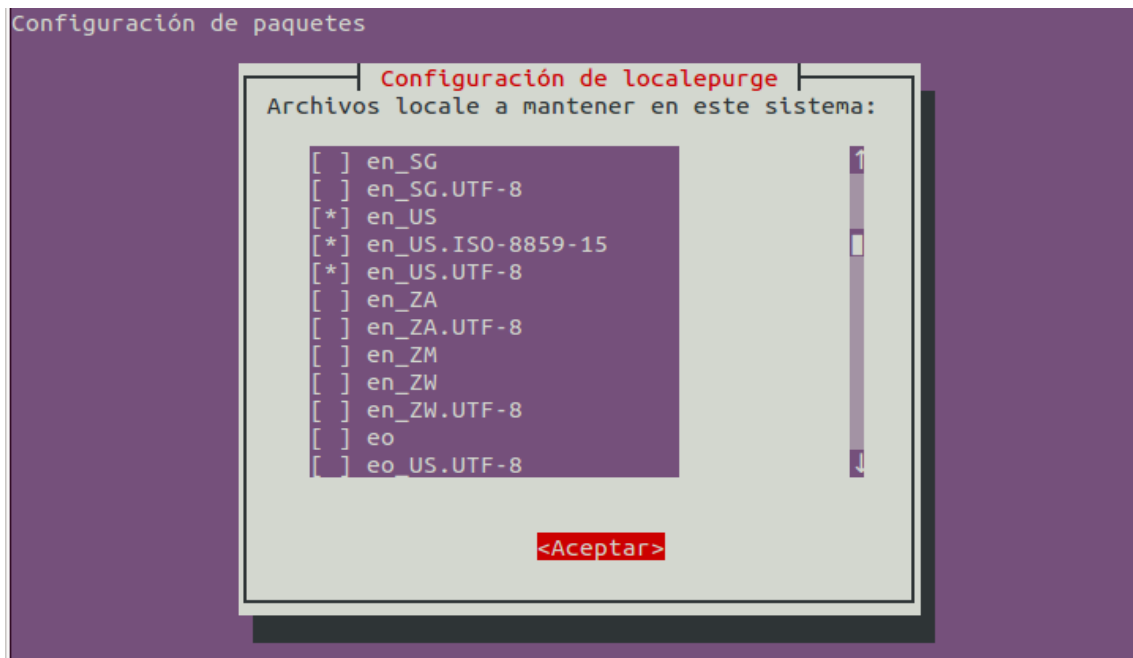 Configuración de paquetes
Configuración de localepurge
Archivos locale a mantener en este sistema:
[ ] en_SG
[ ] en_SG.UTF-8
[*] en_US
[*] en_US.ISO-8859-15
[*] en_US.UTF-8
[ ] en_ZA
[ ] en_ZA.UTF-8
[ ] en_ZM
[ ] en_ZW
[ ] en_ZW.UTF-8
[ ] eo
[ ] eo_US.UTF-8
<Aceptar>